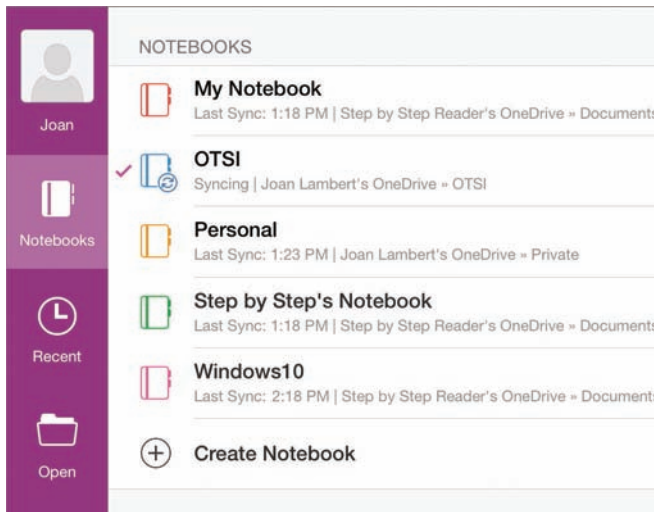 Joan
Notebooks
Recent
Open
NOTEBOOKS
My Notebook
Last Sync: 1:18 PM | Step by Step Reader's OneDrive » Documents
OTSI
Syncing | Joan Lambert's OneDrive » OTSI
Personal
Last Sync: 1:23 PM | Joan Lambert's OneDrive » Private
Step by Step's Notebook
Last Sync: 1:18 PM | Step by Step Reader's OneDrive » Documents
Windows10
Last Sync: 2:18 PM | Step by Step Reader's OneDrive » Documents
Create Notebook